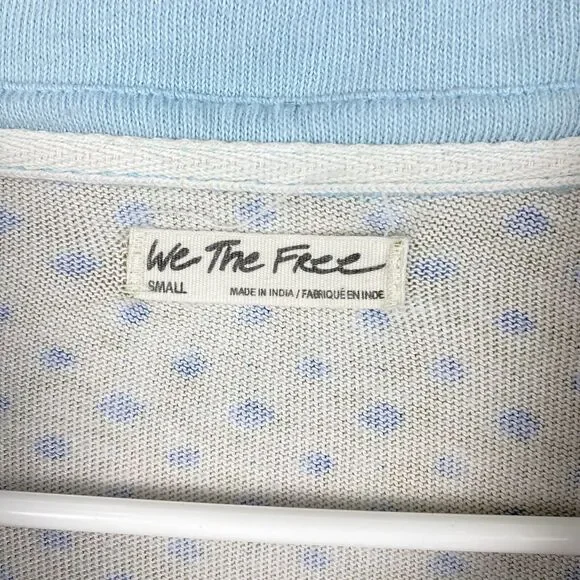 We The Free
SMALL
MADE IN INDIA / FABRIQUÉ EN INDE